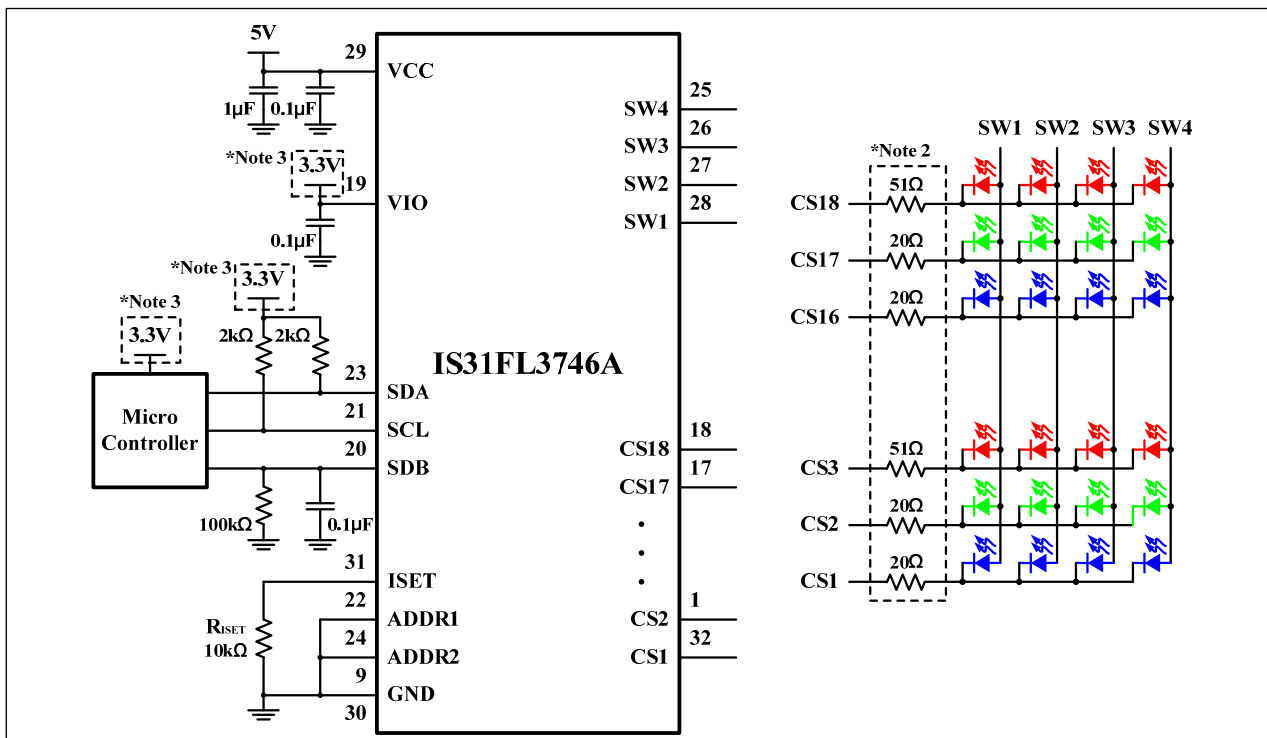 5V
29
VCC
1µF
0.1µF
*Note 3
3.3V
19
VIO
0.1µF
*Note 3
3.3V
*Note 3
3.3V
2kΩ
2kΩ
Micro
Controller
23
SDA
21
SCL
20
SDB
100kΩ
0.1µF
31
ISET
22
ADDR1
RISET
10kΩ
24
ADDR2
9
GND
30
IS31FL3746A
25
SW4
26
SW3
27
SW2
28
SW1
18
CS18
17
CS17
1
CS2
32
CS1
SW1 SW2 SW3 SW4
*Note 2
CS18 51Ω
CS17 20Ω
CS16 20Ω
CS3 51Ω
CS2 20Ω
CS1 20Ω